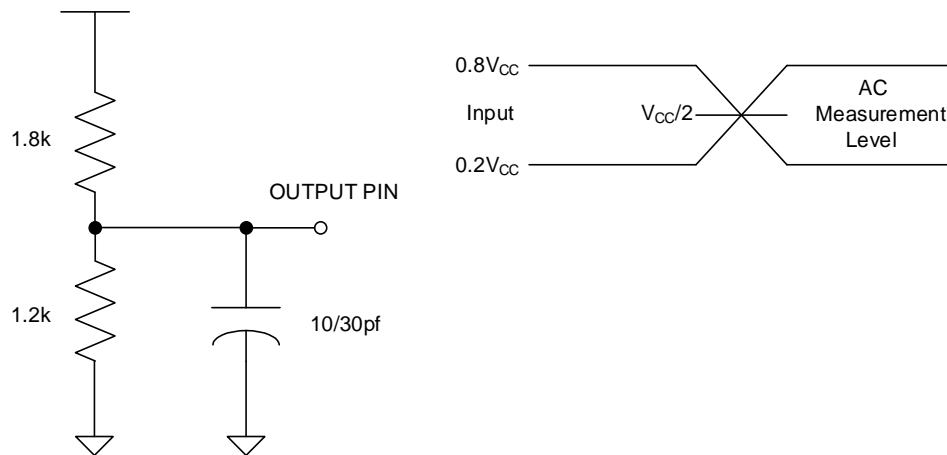 1.8k
OUTPUT PIN
1.2k
10/30pf
0.8VCC
Input
0.2VCC
VCC/2
AC
Measurement
Level